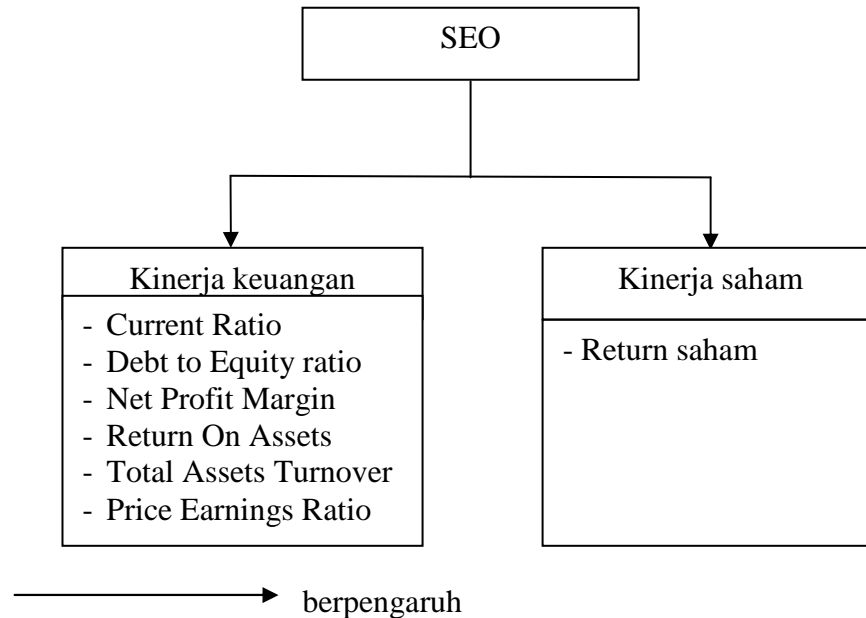 SEO
Kinerja keuangan
- Current Ratio
- Debt to Equity ratio
- Net Profit Margin
- Return On Assets
- Total Assets Turnover
- Price Earnings Ratio
Kinerja saham
- Return saham
berpengaruh